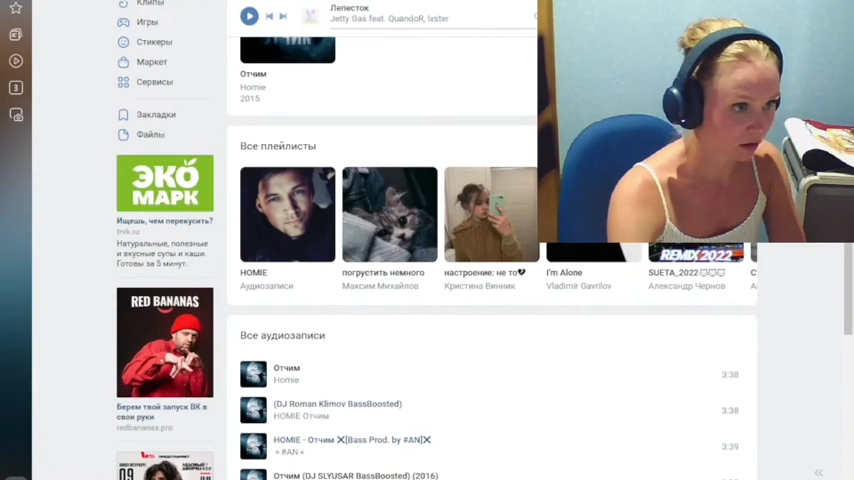 Клипы
Игры
Стикеры
Маркет
Сервисы
Закладки
Файлы
3
ЭКО
МАРК
Ищешь, чем перекусить?
trvk.ru
Натуральные, полезные
и вкусные супы и каши.
Готовы за 5 минут.
RED BANANAS
Берем твой запуск ВК в
свои руки
redbananas.pro
ПРЕДСТАВЛЯЕТ
09
Лепесток
Jetty Gas feat. QuandoR, lxster
Отчим
Homie
2015
Все плейлисты
HOMIE
Аудиозаписи
погрустить немного
Максим Михайлов
настроение: не то
Кристина Винник
I'm Alone
Vladimir Gavrilov
REMIX 2022
SUETA_2022
Александр Чернов
Все аудиозаписи
Отчим
Homie
3:38
(DJ Roman Klimov BassBoosted)
HOMIE Отчим
3:38
HOMIE - Отчим ❌[Bass Prod. by #AN]❌
#AN
3:39
Отчим (DJ SLYUSAR BassBoosted) (2016)